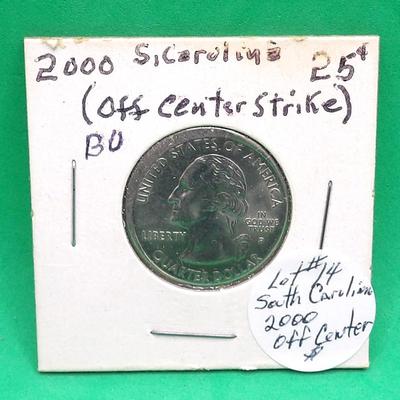 2000 S, Carolina 25¢
(Off Center Strike)
BU
UNITED STATES OF AMERICA
LIBERTY
IN
GOD WE
TRUST
P
QUARTER DOLLAR
Lot #14
South Carolina
2000
Off Center